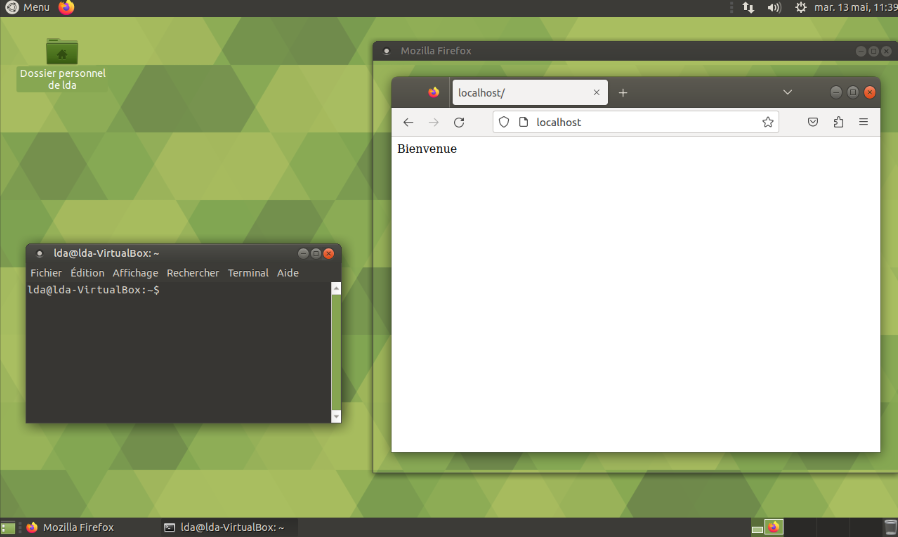 Menu
mar. 13 mai, 11:39
Dossier personnel
de lda
Mozilla Firefox
localhost/
localhost
Bienvenue
lda@lda-VirtualBox: ~
Fichier Édition Affichage Rechercher Terminal Aide
lda@lda-VirtualBox:~$
Mozilla Firefox
lda@lda-VirtualBox: ~